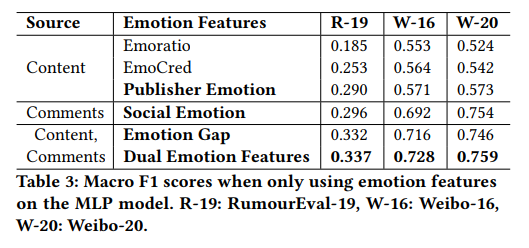 Source Emotion Features R-19 W-16 W-20
Emoratio 0.185 0.553 0.524
Content EmoCred 0.253 0.564 0.542
Publisher Emotion 0.290 0.571 0.573
Comments Social Emotion 0.296 0.692 0.754
Content, Emotion Gap 0.332 0.716 0.746
Comments Dual Emotion Features 0.337 0.728 0.759
Table 3: Macro F1 scores when only using emotion features
on the MLP model. R-19: RumourEval-19, W-16: Weibo-16,
W-20: Weibo-20.